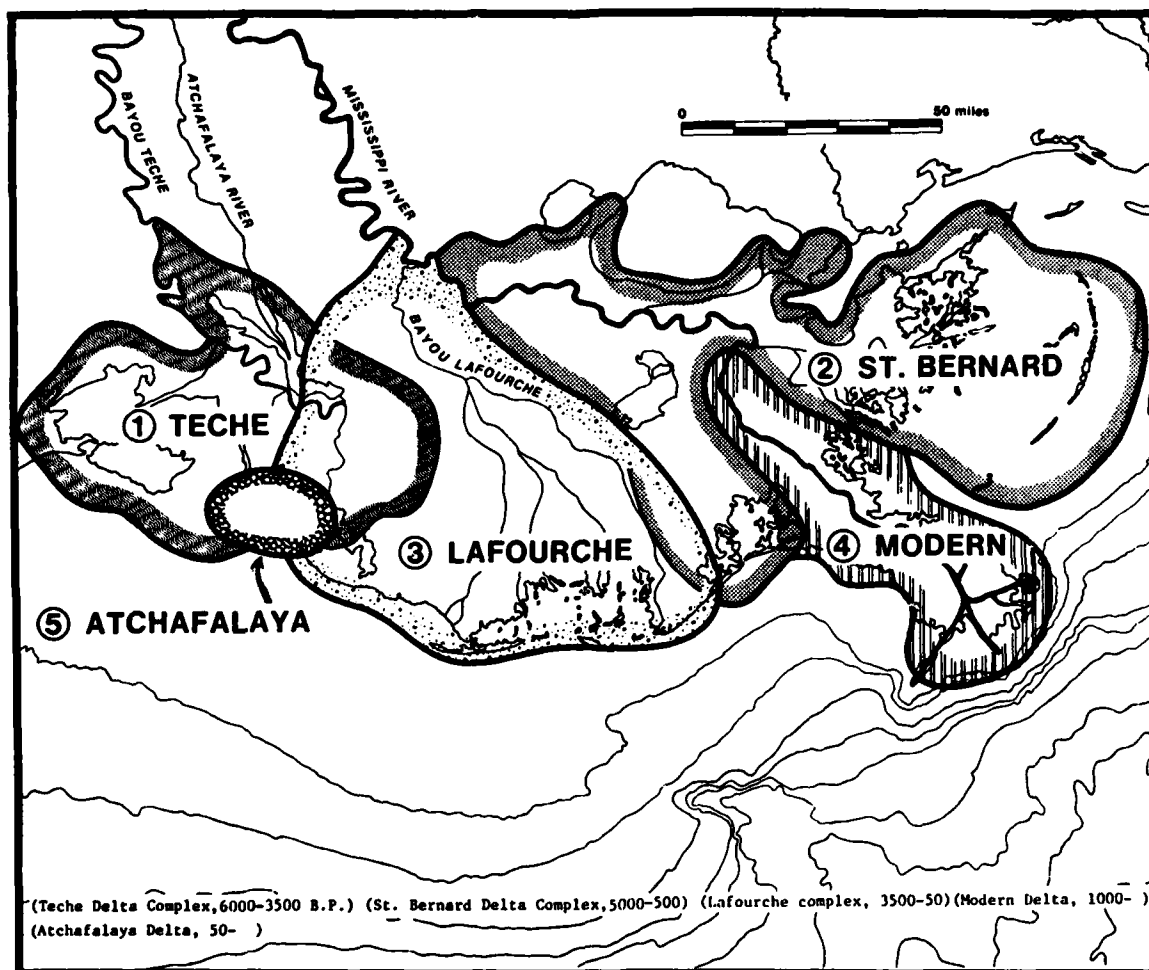 0 50 miles
BAYOU TECHE
ATCHAFALAYA RIVER
MISSISSIPPI RIVER
BAYOU LAFOURCHE
② ST. BERNARD
① TECHE
③ LAFOURCHE
④ MODERN
⑤ ATCHAFALAYA
(Teche Delta Complex,6000-3500 B.P.) (St. Bernard Delta Complex,5000-500) (Lafourche complex, 3500-50)(Modern Delta, 1000- )
(Atchafalaya Delta, 50- )